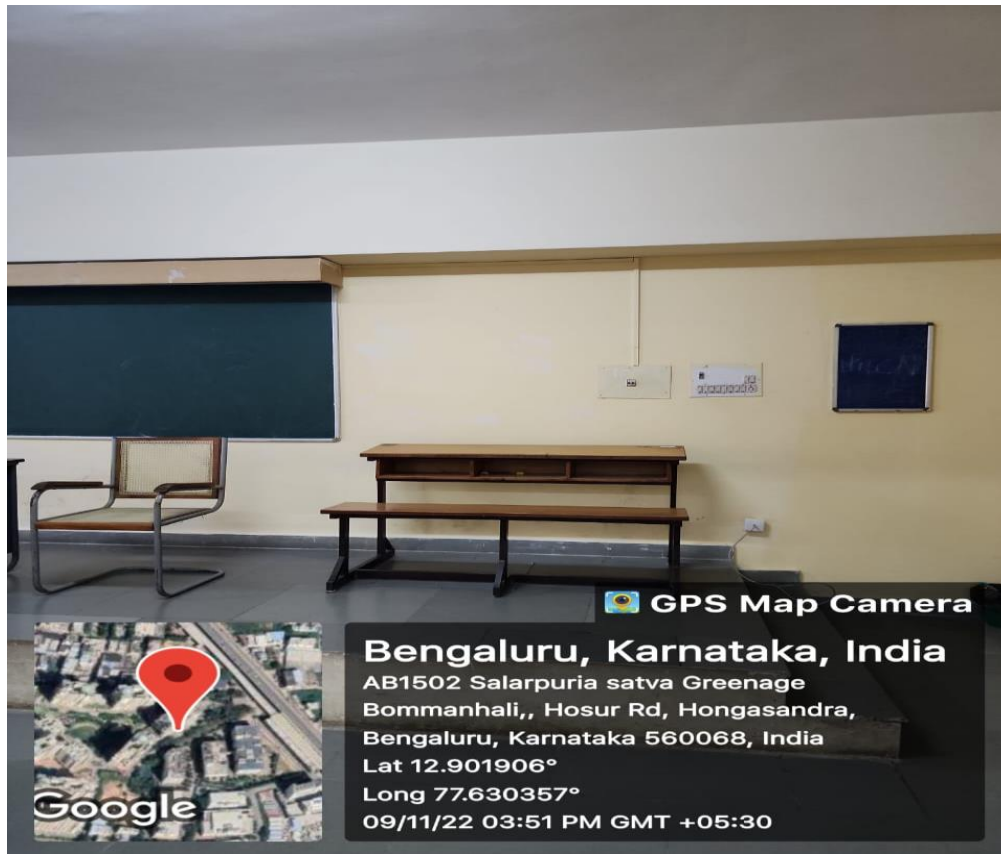 GPS Map Camera
Bengaluru, Karnataka, India
AB1502 Salarpuria satva Greenage
Bommanhali,, Hosur Rd, Hongasandra,
Bengaluru, Karnataka 560068, India
Lat 12.901906°
Long 77.630357°
09/11/22 03:51 PM GMT +05:30
Google